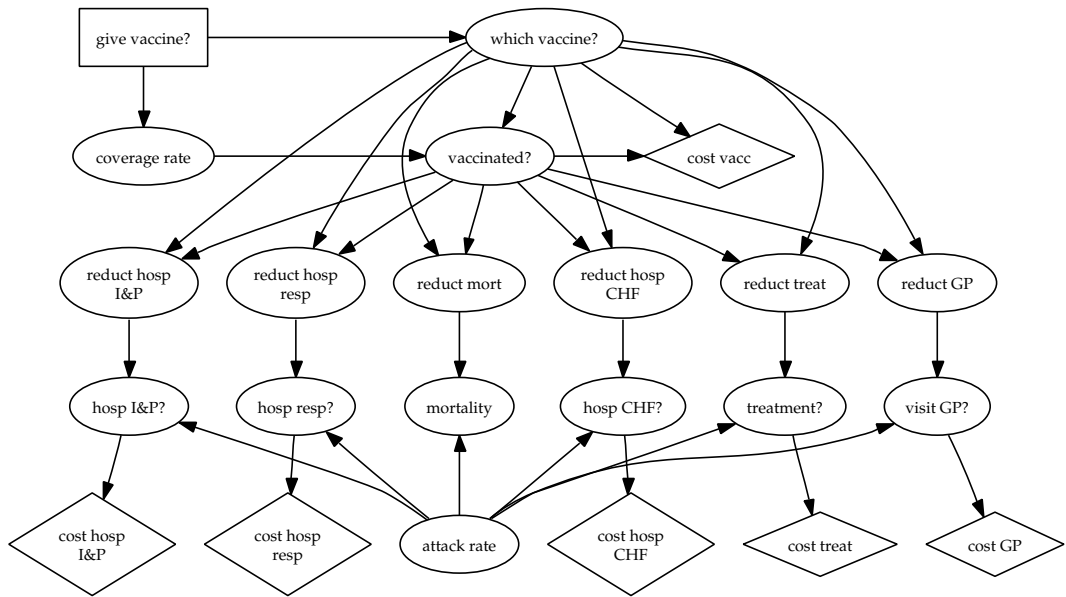 give vaccine?
which vaccine?
coverage rate
vaccinated?
cost vacc
reduct hosp
I&P
reduct hosp
resp
reduct mort
reduct hosp
CHF
reduct treat
reduct GP
hosp I&P?
hosp resp?
mortality
hosp CHF?
treatment?
visit GP?
cost hosp
I&P
cost hosp
resp
attack rate
cost hosp
CHF
cost treat
cost GP